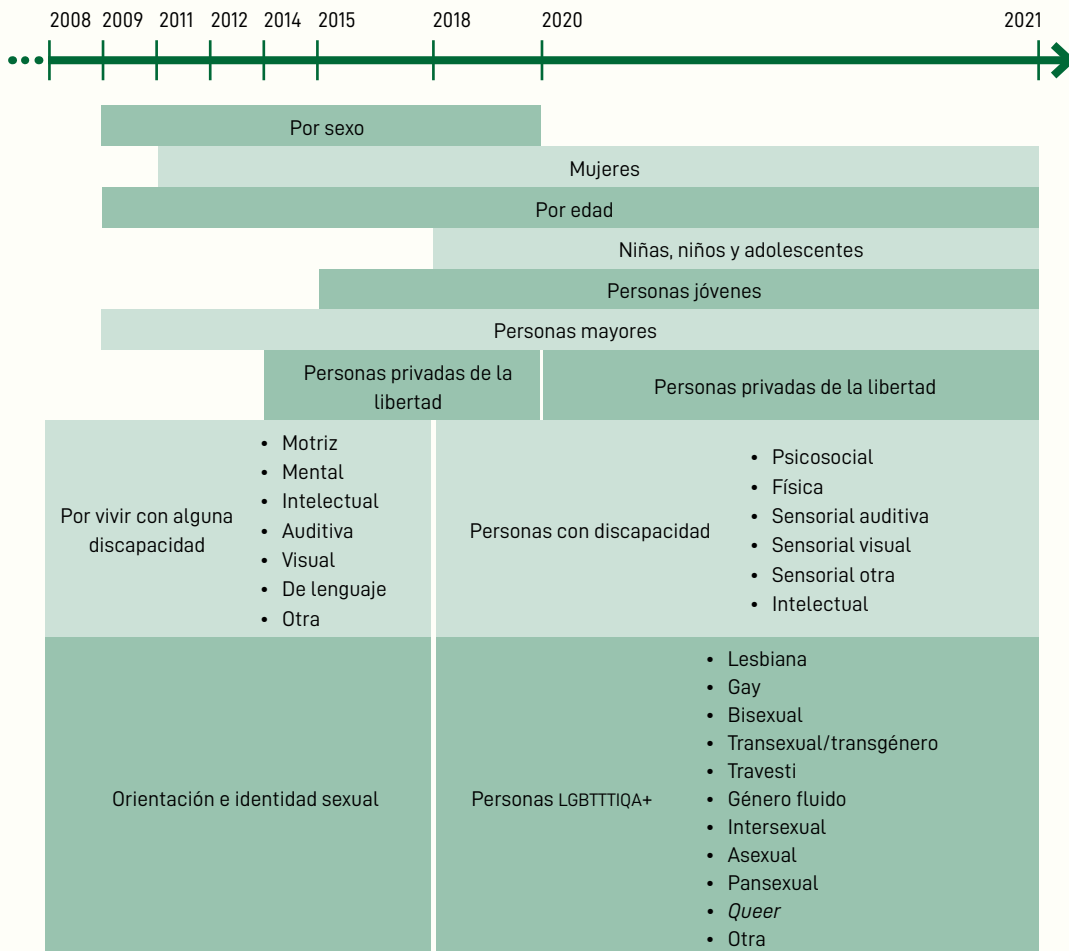 2008 2009 2011 2012 2014 2015 2018 2020 2021
Por sexo
Mujeres
Por edad
Niñas, niños y adolescentes
Personas jóvenes
Personas mayores
Personas privadas de la
libertad
Personas privadas de la libertad
Por vivir con alguna
discapacidad
• Motriz
• Mental
• Intelectual
• Auditiva
• Visual
• De lenguaje
• Otra
Personas con discapacidad
• Psicosocial
• Física
• Sensorial auditiva
• Sensorial visual
• Sensorial otra
• Intelectual
Orientación e identidad sexual
Personas LGBTTTIQA+
• Lesbiana
• Gay
• Bisexual
• Transexual/transgénero
• Travesti
• Género fluido
• Intersexual
• Asexual
• Pansexual
• Queer
• Otra